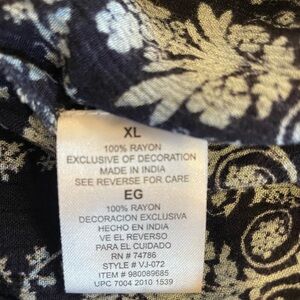 XL
100% RAYON
EXCLUSIVE OF DECORATION
MADE IN INDIA
SEE REVERSE FOR CARE
EG
100% RAYON
DECORACION EXCLUSIVA
HECHO EN INDIA
VE EL REVERSO
PARA EL CUIDADO
RN # 74786
STYLE # VJ-072
ITEM # 980089685
UPC 7004 2010 1539